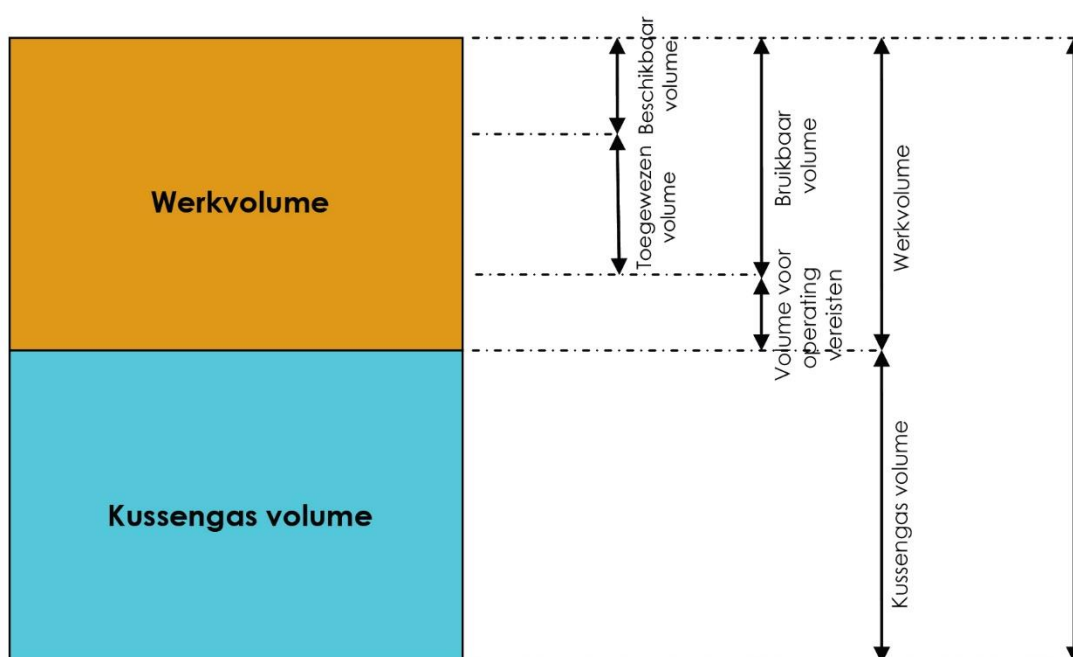 Werkvolume
Kussengas volume
Beschikbaar
volume
Toegewezen
volume
Bruikbaar
volume
Volume voor
operating
vereisten
Werkvolume
Kussengas volume